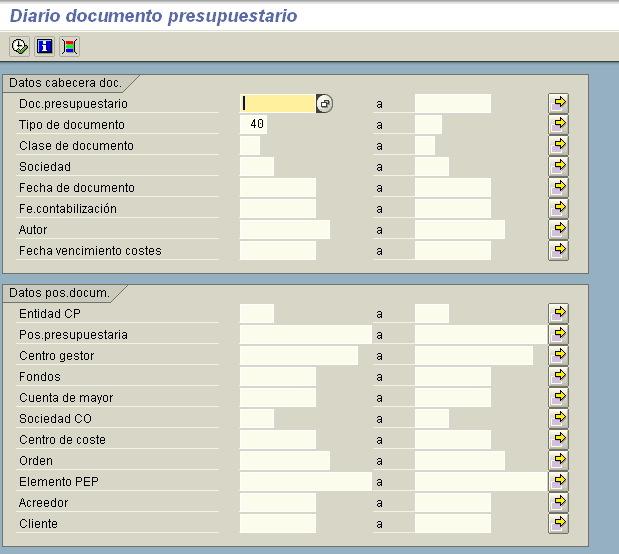 Diario documento presupuestario
Datos cabecera doc.
Doc.presupuestario a
Tipo de documento 40 a
Clase de documento a
Sociedad a
Fecha de documento a
Fe.contabilización a
Autor a
Fecha vencimiento costes a
Datos pos.docum.
Entidad CP a
Pos.presupuestaria a
Centro gestor a
Fondos a
Cuenta de mayor a
Sociedad CO a
Centro de coste a
Orden a
Elemento PEP a
Acreedor a
Cliente a